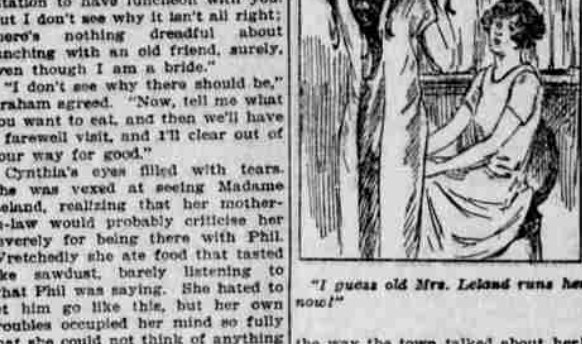 to have luncheon with you.
ut I don't see why it isn't all right;
nothing dreadful about
unching with an old friend, surely,
ven though I am a bride."
"I don't see why there should be,"
raham agreed. "Now, tell me what
ou want to eat, and then we'll have
farewell visit, and I'll clear out of
our way for good."
Cynthia's eyes filled with tears.
he was vexed at seeing Madame
eland, realizing that her mother-
-law would probably criticise her
everely for being there with Phil.
Wretchedly she ate food that tasted
ke sawdust, barely listening to
hat Phil was saying. She hated to
et him go like this, but her own
roubles occupied her mind so fully
hat she could not think of anything
"I guess old Mrs. Leland runs her
now!"
the way the town talked about her